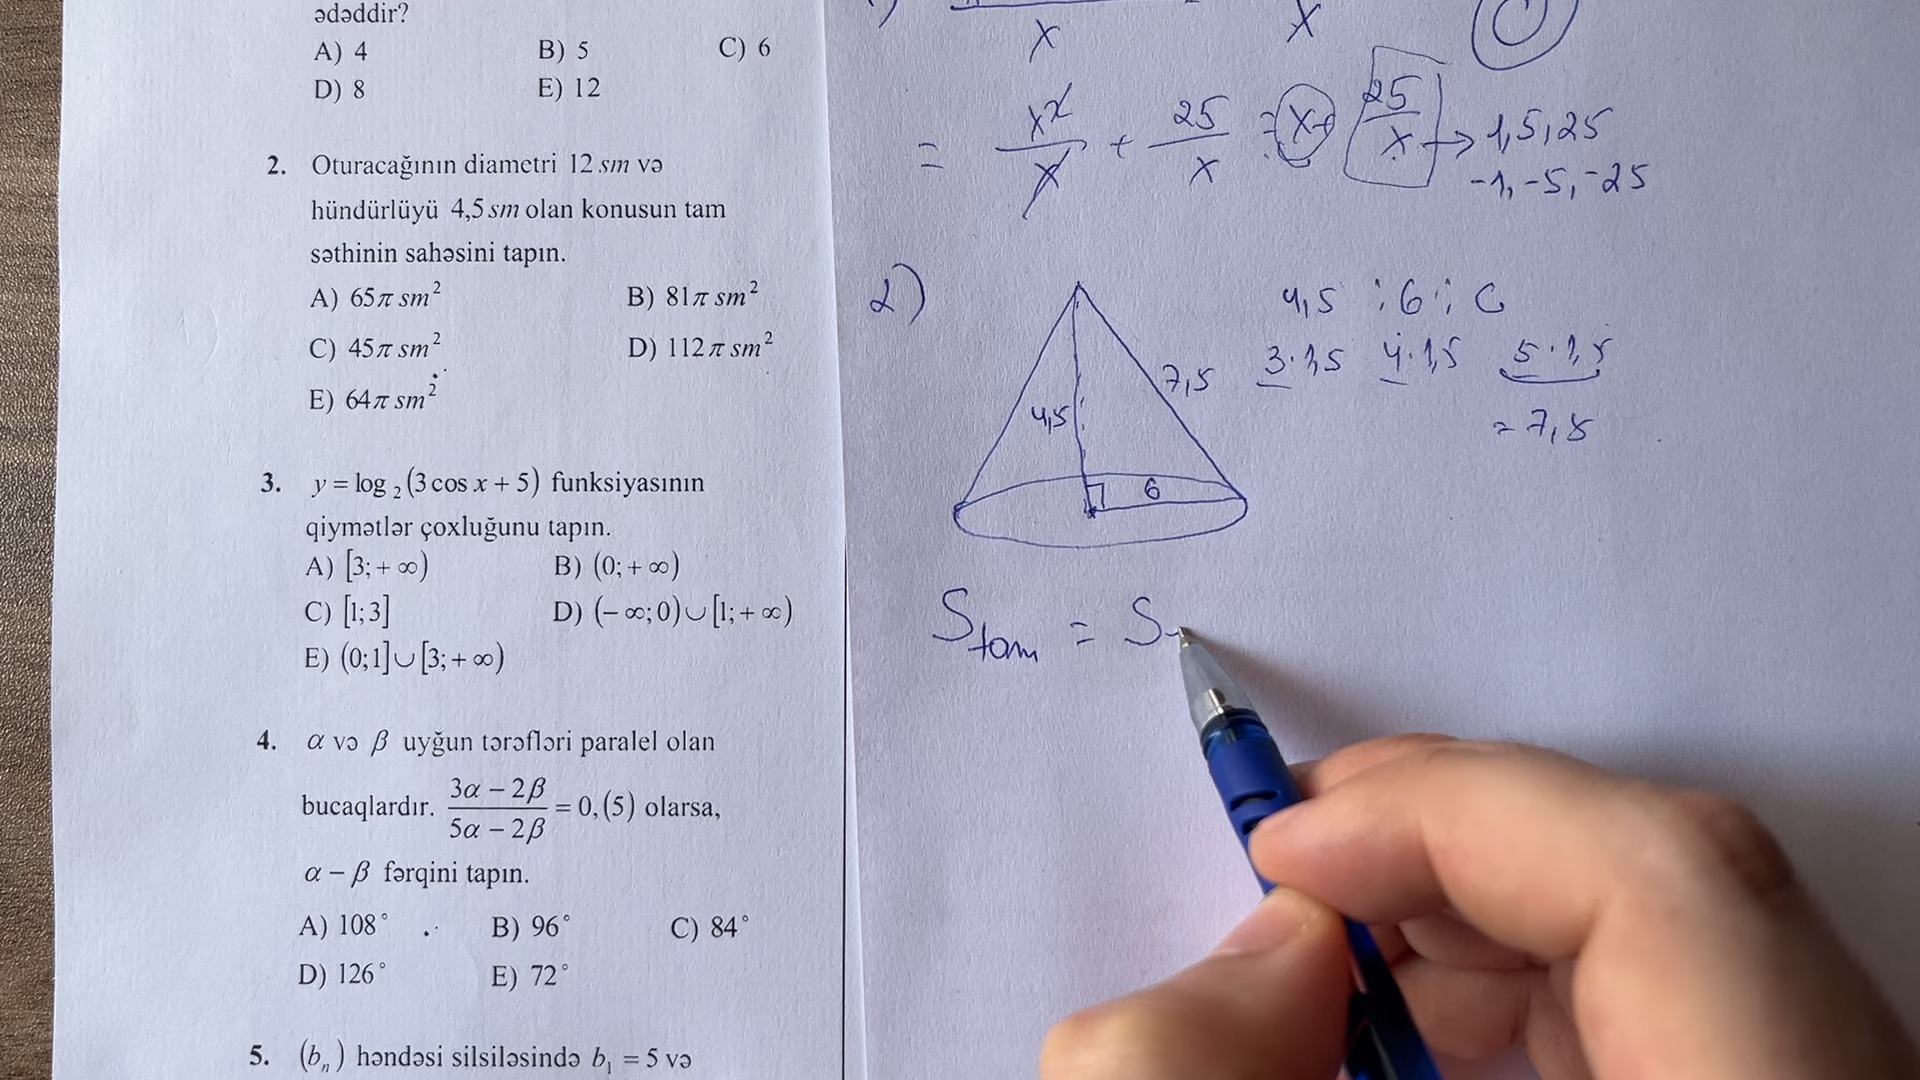 ədəddir?
A) 4 B) 5 C) 6
D) 8 E) 12
2. Oturacağının diametri 12 sm və
hündürlüyü 4,5 sm olan konusun tam
səthinin sahəsini tapın.
A) 65π sm² B) 81π sm²
C) 45π sm² D) 112π sm²
E) 64π sm²
3. y = log₂(3cos x + 5) funksiyasının
qiymətlər çoxluğunu tapın.
A) [3; + ∞) B) (0; + ∞)
C) [1; 3] D) (− ∞; 0) ∪ [1; + ∞)
E) (0; 1] ∪ [3; + ∞)
4. α və β uyğun tərəfləri paralel olan
bucaqlardır. (3α − 2β)/(5α − 2β) = 0,(5) olarsa,
α − β fərqini tapın.
A) 108° B) 96° C) 84°
D) 126° E) 72°
5. (bₙ) həndəsi silsiləsində b₁ = 5 və
x x
= x²/x + 25/x = x + 25/x → 1, 5, 25
-1, -5, -25
2)
4,5 ; 6 ; C
3·1,5 4·1,5 5·1,5
= 7,5
7,5
4,5
6
S tam = S